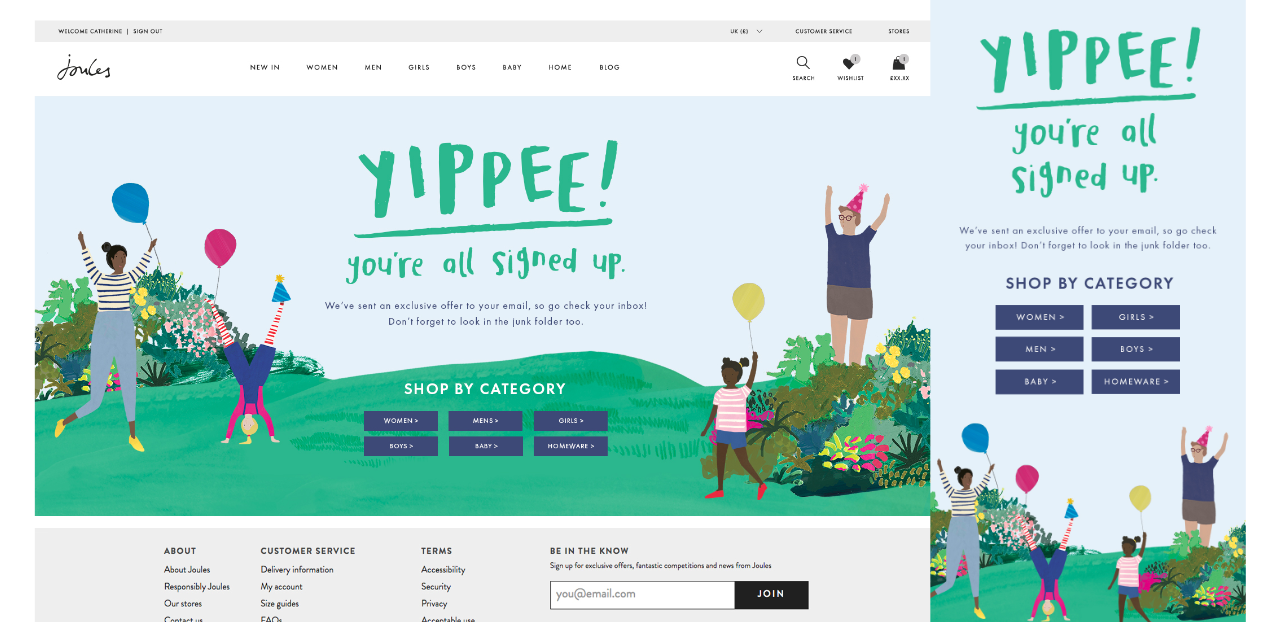 WELCOME CATHERINE | SIGN OUT
UK (£) CUSTOMER SERVICE STORES
Joules
NEW IN WOMEN MEN GIRLS BOYS BABY HOME BLOG
1 1
SEARCH WISHLIST £XX.XX
YIPPEE!
you're all signed up.
We've sent an exclusive offer to your email, so go check your inbox!
Don't forget to look in the junk folder too.
SHOP BY CATEGORY
WOMEN > MENS > GIRLS >
BOYS > BABY > HOMEWARE >
ABOUT
About Joules
Responsibly Joules
Our stores
Contact us
CUSTOMER SERVICE
Delivery information
My account
Size guides
FAQs
TERMS
Accessibility
Security
Privacy
Acceptable use
BE IN THE KNOW
Sign up for exclusive offers, fantastic competitions and news from Joules
you@email.com JOIN
YIPPEE!
you're all
signed up.
We've sent an exclusive offer to your email, so go check
your inbox! Don't forget to look in the junk folder too.
SHOP BY CATEGORY
WOMEN > GIRLS >
MEN > BOYS >
BABY > HOMEWARE >